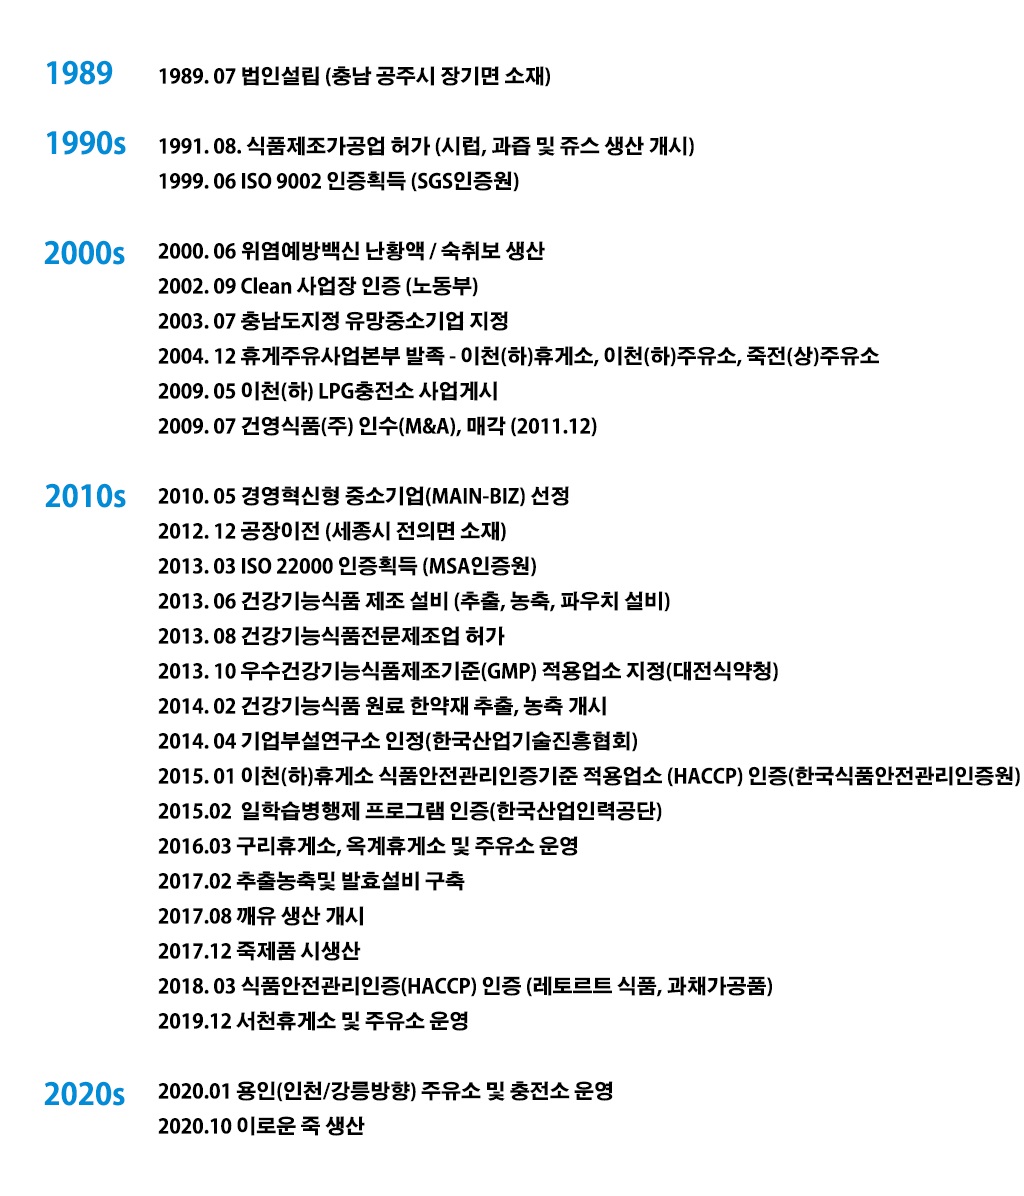 1989
1989. 07 법인설립 (충남 공주시 장기면 소재)
1990s
1991. 08. 식품제조가공업 허가 (시럽, 과즙 및 쥬스 생산 개시)
1999. 06 ISO 9002 인증획득 (SGS인증원)
2000s
2000. 06 위염예방백신 난황액 / 숙취보 생산
2002. 09 Clean 사업장 인증 (노동부)
2003. 07 충남도지정 유망중소기업 지정
2004. 12 휴게주유사업본부 발족 - 이천(하)휴게소, 이천(하)주유소, 죽전(상)주유소
2009. 05 이천(하) LPG충전소 사업게시
2009. 07 건영식품(주) 인수(M&A), 매각 (2011.12)
2010s
2010. 05 경영혁신형 중소기업(MAIN-BIZ) 선정
2012. 12 공장이전 (세종시 전의면 소재)
2013. 03 ISO 22000 인증획득 (MSA인증원)
2013. 06 건강기능식품 제조 설비 (추출, 농축, 파우치 설비)
2013. 08 건강기능식품전문제조업 허가
2013. 10 우수건강기능식품제조기준(GMP) 적용업소 지정(대전식약청)
2014. 02 건강기능식품 원료 한약재 추출, 농축 개시
2014. 04 기업부설연구소 인정(한국산업기술진흥협회)
2015. 01 이천(하)휴게소 식품안전관리인증기준 적용업소 (HACCP) 인증(한국식품안전관리인증원)
2015.02 일학습병행제 프로그램 인증(한국산업인력공단)
2016.03 구리휴게소, 옥계휴게소 및 주유소 운영
2017.02 추출농축및 발효설비 구축
2017.08 깨유 생산 개시
2017.12 죽제품 시생산
2018. 03 식품안전관리인증(HACCP) 인증 (레토르트 식품, 과채가공품)
2019.12 서천휴게소 및 주유소 운영
2020s
2020.01 용인(인천/강릉방향) 주유소 및 충전소 운영
2020.10 이로운 죽 생산